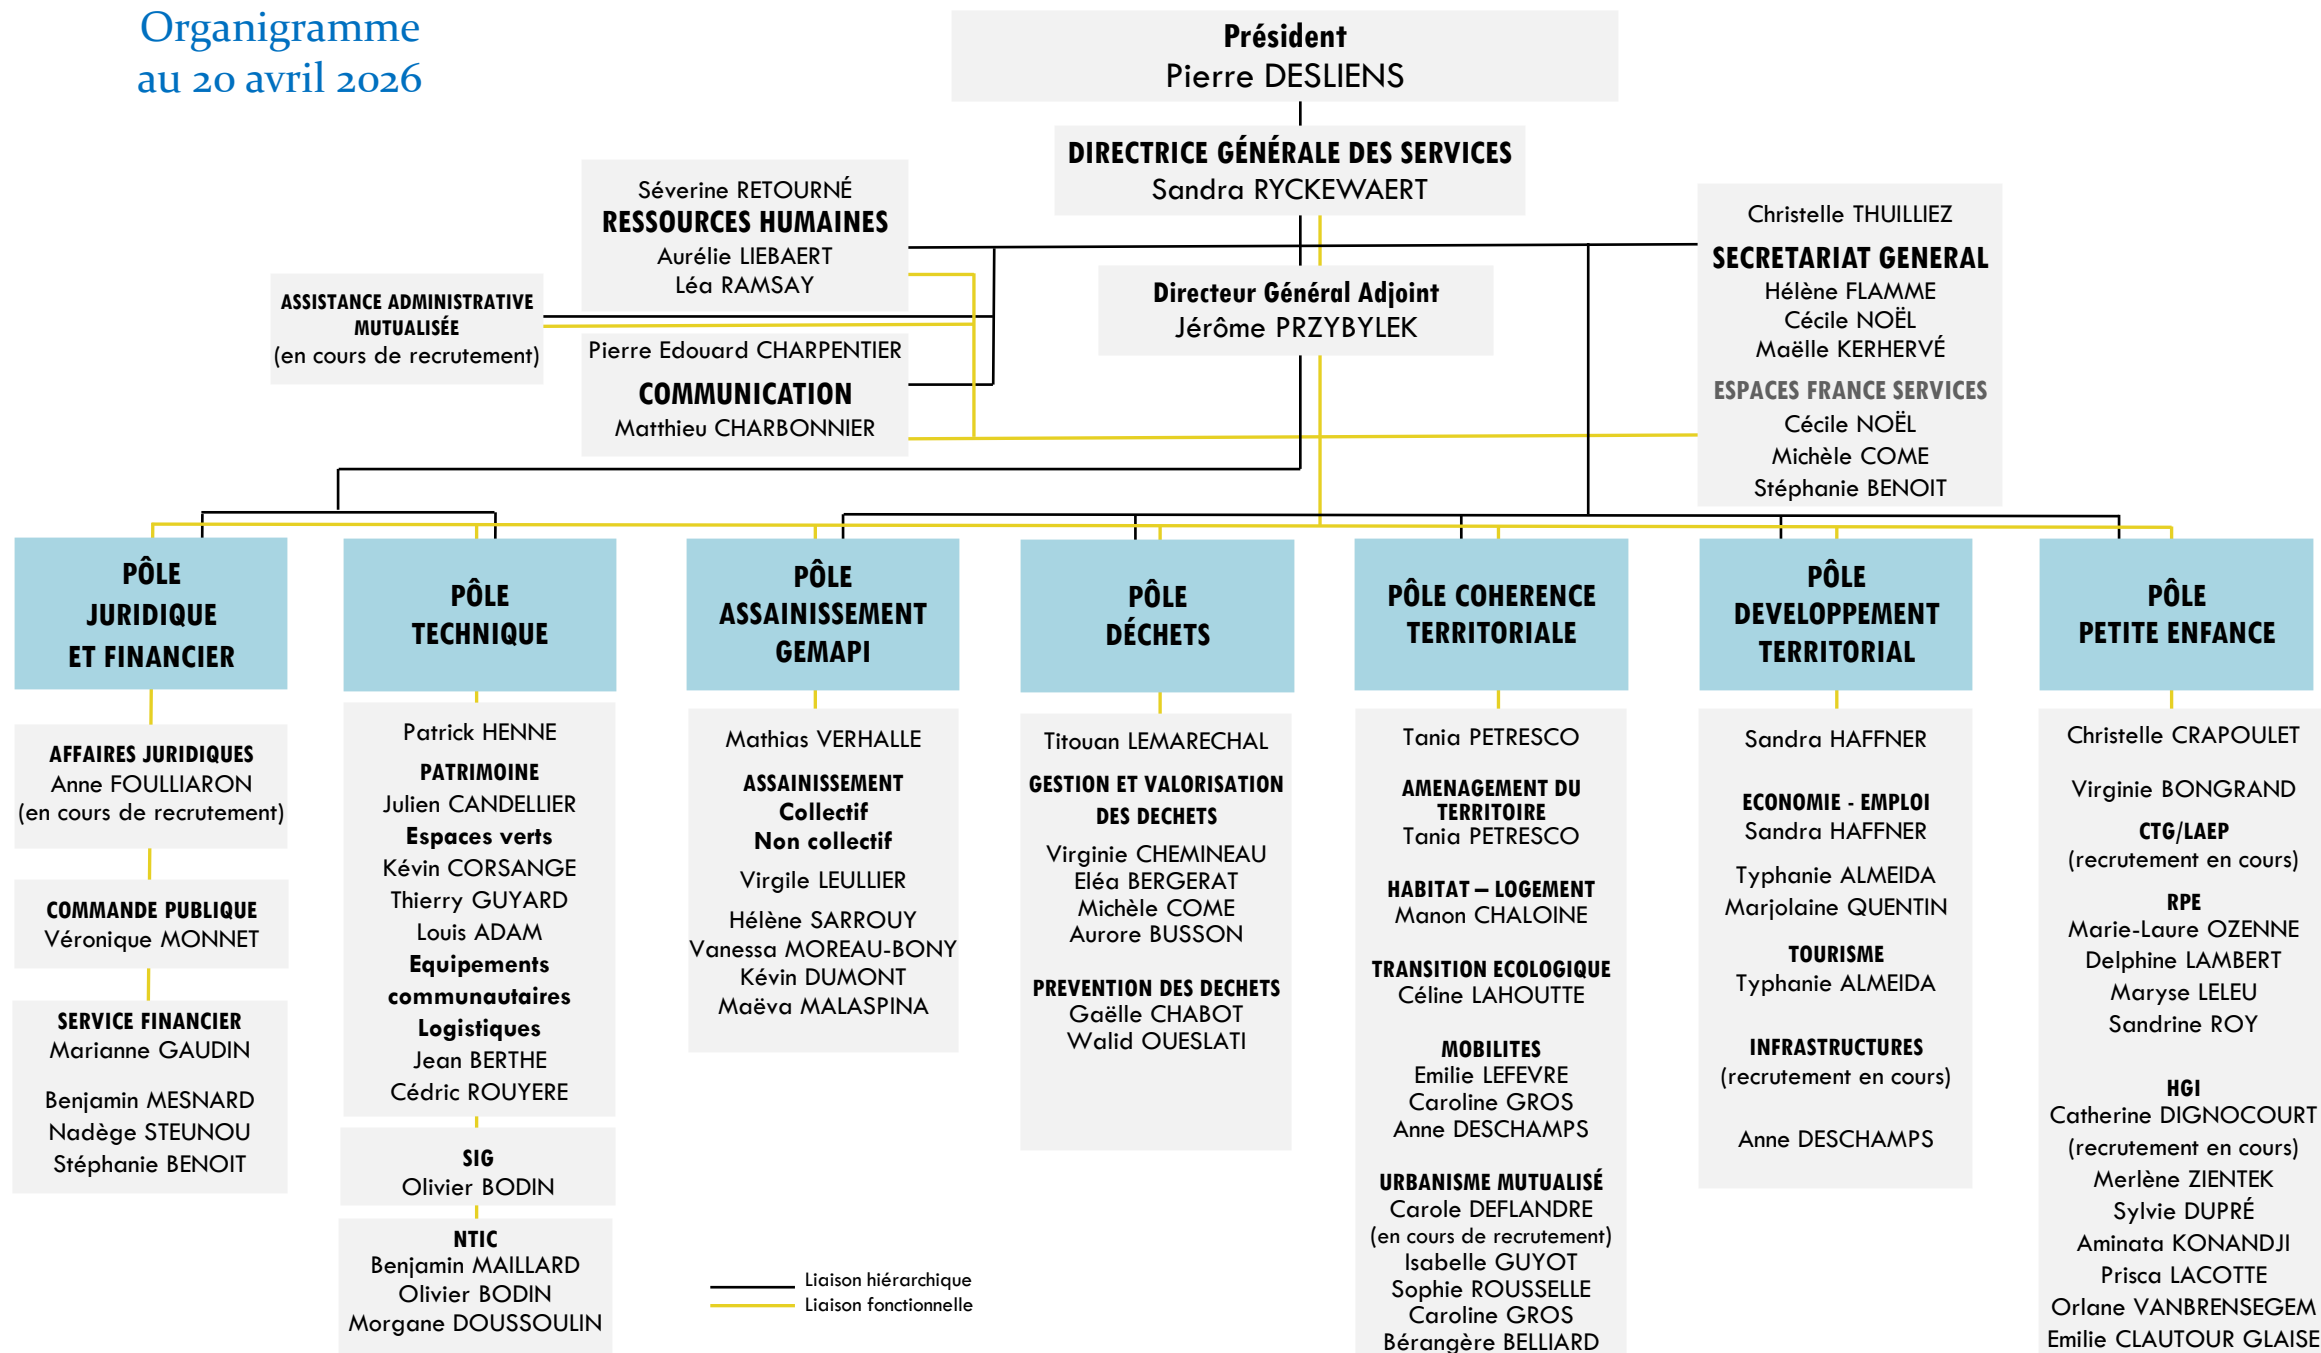 Organigramme
au 20 avril 2026
Président
Pierre DESLIENS
DIRECTRICE GÉNÉRALE DES SERVICES
Sandra RYCKEWAERT
Séverine RETOURNÉ
RESSOURCES HUMAINES
Aurélie LIEBAERT
Léa RAMSAY
Christelle THUILLIEZ
SECRETARIAT GENERAL
Hélène FLAMME
Cécile NOËL
Maëlle KERHERVÉ
ESPACES FRANCE SERVICES
Cécile NOËL
Michèle COME
Stéphanie BENOIT
ASSISTANCE ADMINISTRATIVE
MUTUALISÉE
(en cours de recrutement)
Directeur Général Adjoint
Jérôme PRZYBYLEK
Pierre Edouard CHARPENTIER
COMMUNICATION
Matthieu CHARBONNIER
PÔLE
JURIDIQUE
ET FINANCIER
AFFAIRES JURIDIQUES
Anne FOULLIARON
(en cours de recrutement)
COMMANDE PUBLIQUE
Véronique MONNET
SERVICE FINANCIER
Marianne GAUDIN
Benjamin MESNARD
Nadège STEUNOU
Stéphanie BENOIT
PÔLE
TECHNIQUE
Patrick HENNE
PATRIMOINE
Julien CANDELLIER
Espaces verts
Kévin CORSANGE
Thierry GUYARD
Louis ADAM
Equipements
communautaires
Logistiques
Jean BERTHE
Cédric ROUYERE
SIG
Olivier BODIN
NTIC
Benjamin MAILLARD
Olivier BODIN
Morgane DOUSSOULIN
PÔLE
ASSAINISSEMENT
GEMAPI
Mathias VERHALLE
ASSAINISSEMENT
Collectif
Non collectif
Virgile LEULLIER
Hélène SARROUY
Vanessa MOREAU-BONY
Kévin DUMONT
Maëva MALASPINA
PÔLE
DÉCHETS
Titouan LEMARECHAL
GESTION ET VALORISATION
DES DECHETS
Virginie CHEMINEAU
Eléa BERGERAT
Michèle COME
Aurore BUSSON
PREVENTION DES DECHETS
Gaëlle CHABOT
Walid OUESLATI
PÔLE COHERENCE
TERRITORIALE
Tania PETRESCO
AMENAGEMENT DU
TERRITOIRE
Tania PETRESCO
HABITAT – LOGEMENT
Manon CHALOINE
TRANSITION ECOLOGIQUE
Céline LAHOUTTE
MOBILITES
Emilie LEFEVRE
Caroline GROS
Anne DESCHAMPS
URBANISME MUTUALISÉ
Carole DEFLANDRE
(en cours de recrutement)
Isabelle GUYOT
Sophie ROUSSELLE
Caroline GROS
Bérangère BELLIARD
PÔLE
DEVELOPPEMENT
TERRITORIAL
Sandra HAFFNER
ECONOMIE - EMPLOI
Sandra HAFFNER
Typhanie ALMEIDA
Marjolaine QUENTIN
TOURISME
Typhanie ALMEIDA
INFRASTRUCTURES
(recrutement en cours)
Anne DESCHAMPS
PÔLE
PETITE ENFANCE
Christelle CRAPOULET
Virginie BONGRAND
CTG/LAEP
(recrutement en cours)
RPE
Marie-Laure OZENNE
Delphine LAMBERT
Maryse LELEU
Sandrine ROY
HGI
Catherine DIGNOCOURT
(recrutement en cours)
Merlène ZIENTEK
Sylvie DUPRÉ
Aminata KONANDJI
Prisca LACOTTE
Orlane VANBRENSEGEM
Emilie CLAUTOUR GLAISE
Liaison hiérarchique
Liaison fonctionnelle